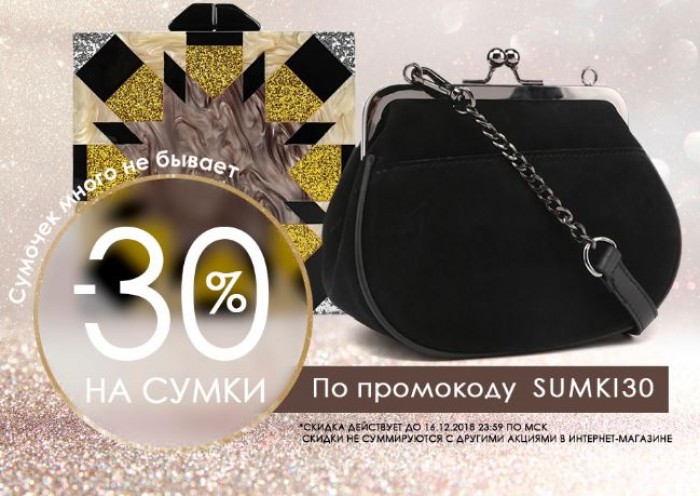 Сумочек много не бывает
-30%
НА СУМКИ
По промокоду SUMKI30
*СКИДКА ДЕЙСТВУЕТ ДО 16.12.2018 23:59 ПО МСК
СКИДКИ НЕ СУММИРУЮТСЯ С ДРУГИМИ АКЦИЯМИ В ИНТЕРНЕТ-МАГАЗИНЕ